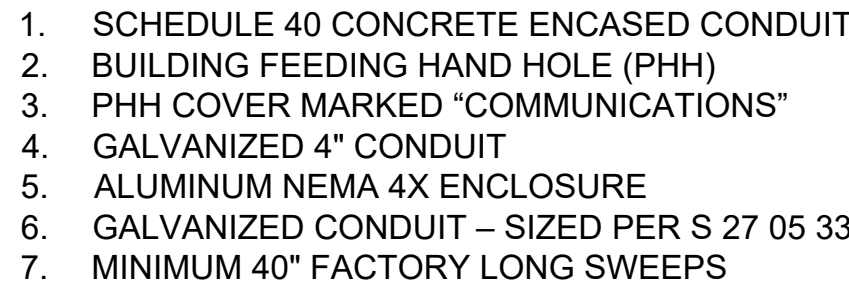 1. SCHEDULE 40 CONCRETE ENCASED CONDUIT
2. BUILDING FEEDING HAND HOLE (PHH)
3. PHH COVER MARKED “COMMUNICATIONS”
4. GALVANIZED 4" CONDUIT
5. ALUMINUM NEMA 4X ENCLOSURE
6. GALVANIZED CONDUIT – SIZED PER S 27 05 33
7. MINIMUM 40" FACTORY LONG SWEEPS